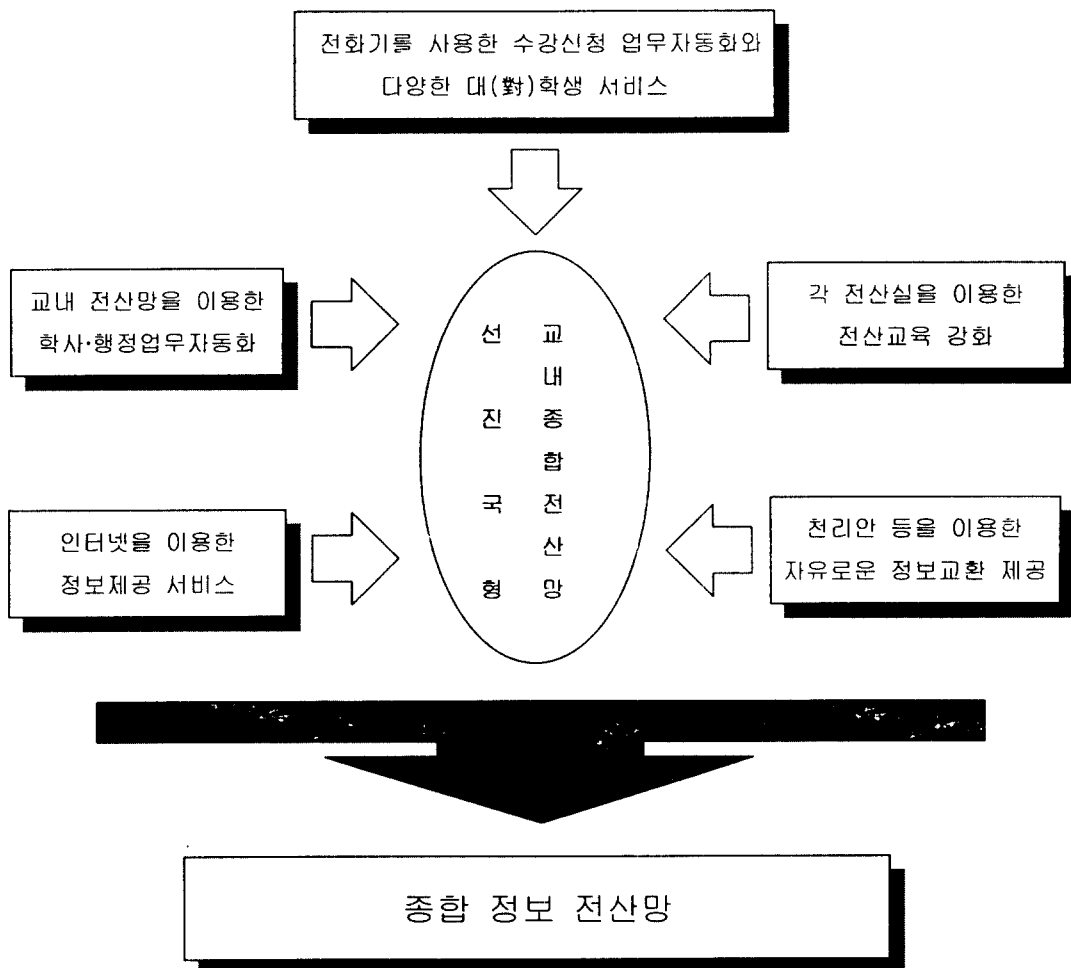 전화기를 사용한 수강신청 업무자동화와
다양한 대(對)학생 서비스
교내 전산망을 이용한
학사·행정업무자동화
각 전산실을 이용한
전산교육 강화
선진국형
교내종합전산망
인터넷을 이용한
정보제공 서비스
천리안 등을 이용한
자유로운 정보교환 제공
종합 정보 전산망